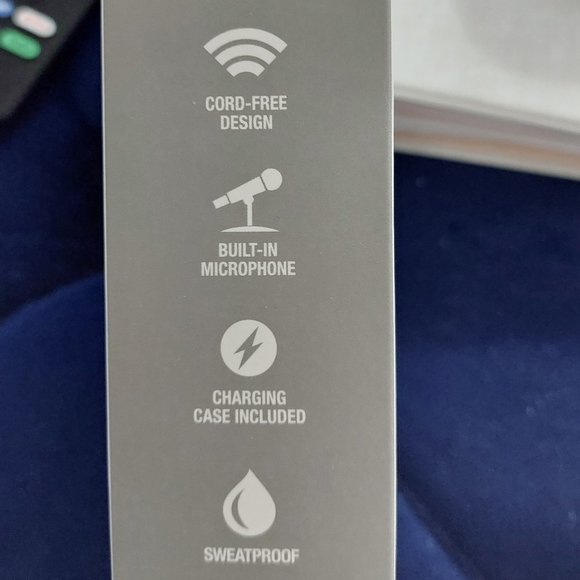 CORD-FREE
DESIGN
BUILT-IN
MICROPHONE
CHARGING
CASE INCLUDED
SWEATPROOF